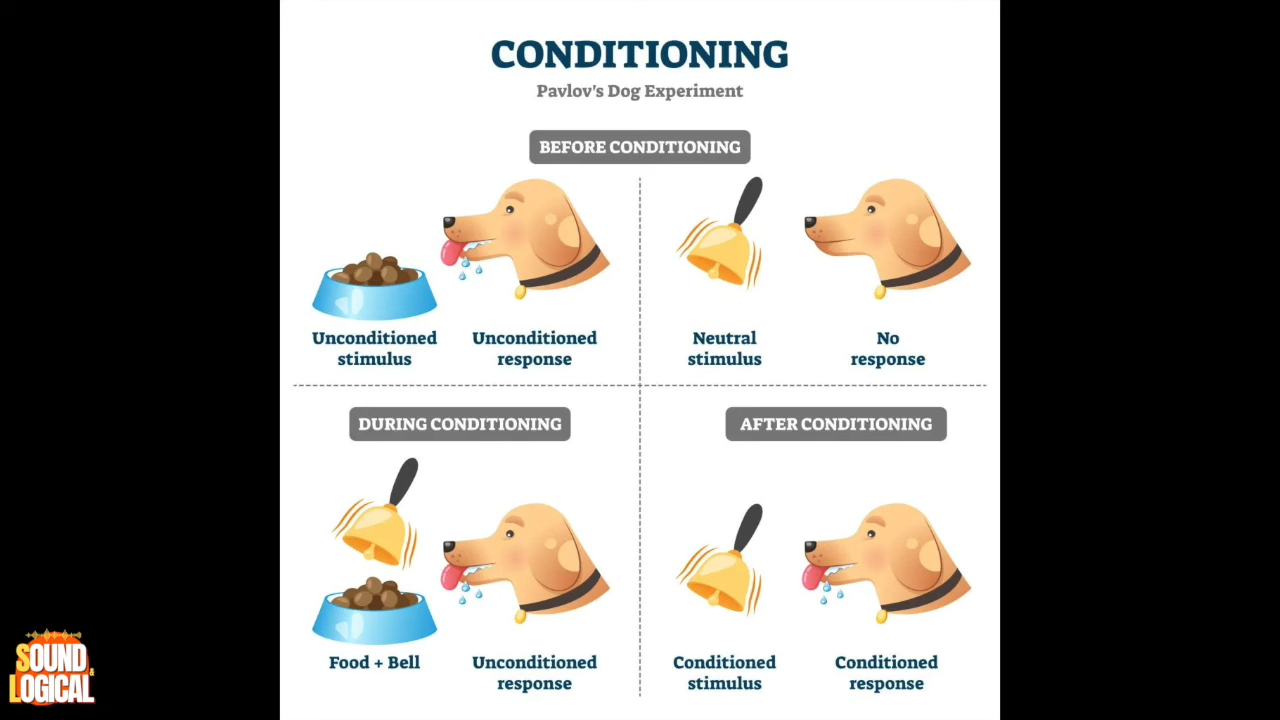 CONDITIONING
Pavlov's Dog Experiment
BEFORE CONDITIONING
Unconditioned
stimulus
Unconditioned
response
Neutral
stimulus
No
response
DURING CONDITIONING
Food + Bell
Unconditioned
response
AFTER CONDITIONING
Conditioned
stimulus
Conditioned
response
SOUND
&
LOGICAL